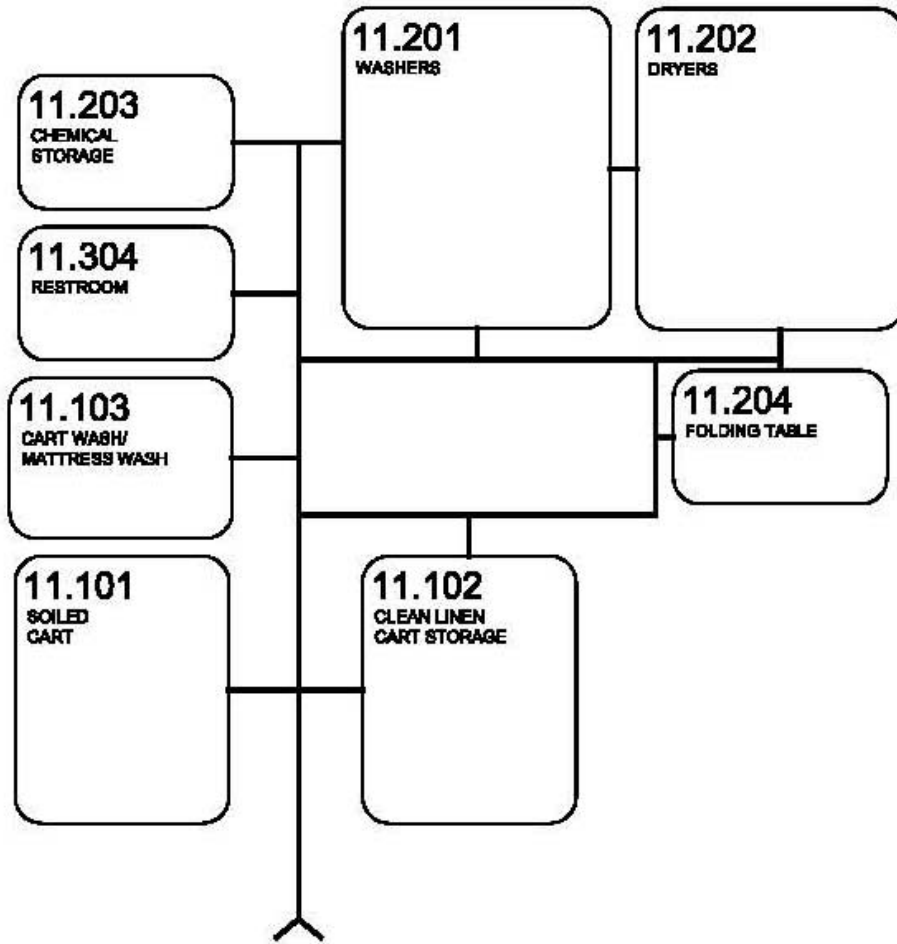 11.201
WASHERS
11.202
DRYERS
11.203
CHEMICAL
STORAGE
11.304
RESTROOM
11.103
CART WASH/
MATTRESS WASH
11.204
FOLDING TABLE
11.101
SOILED
CART
11.102
CLEAN LINEN
CART STORAGE